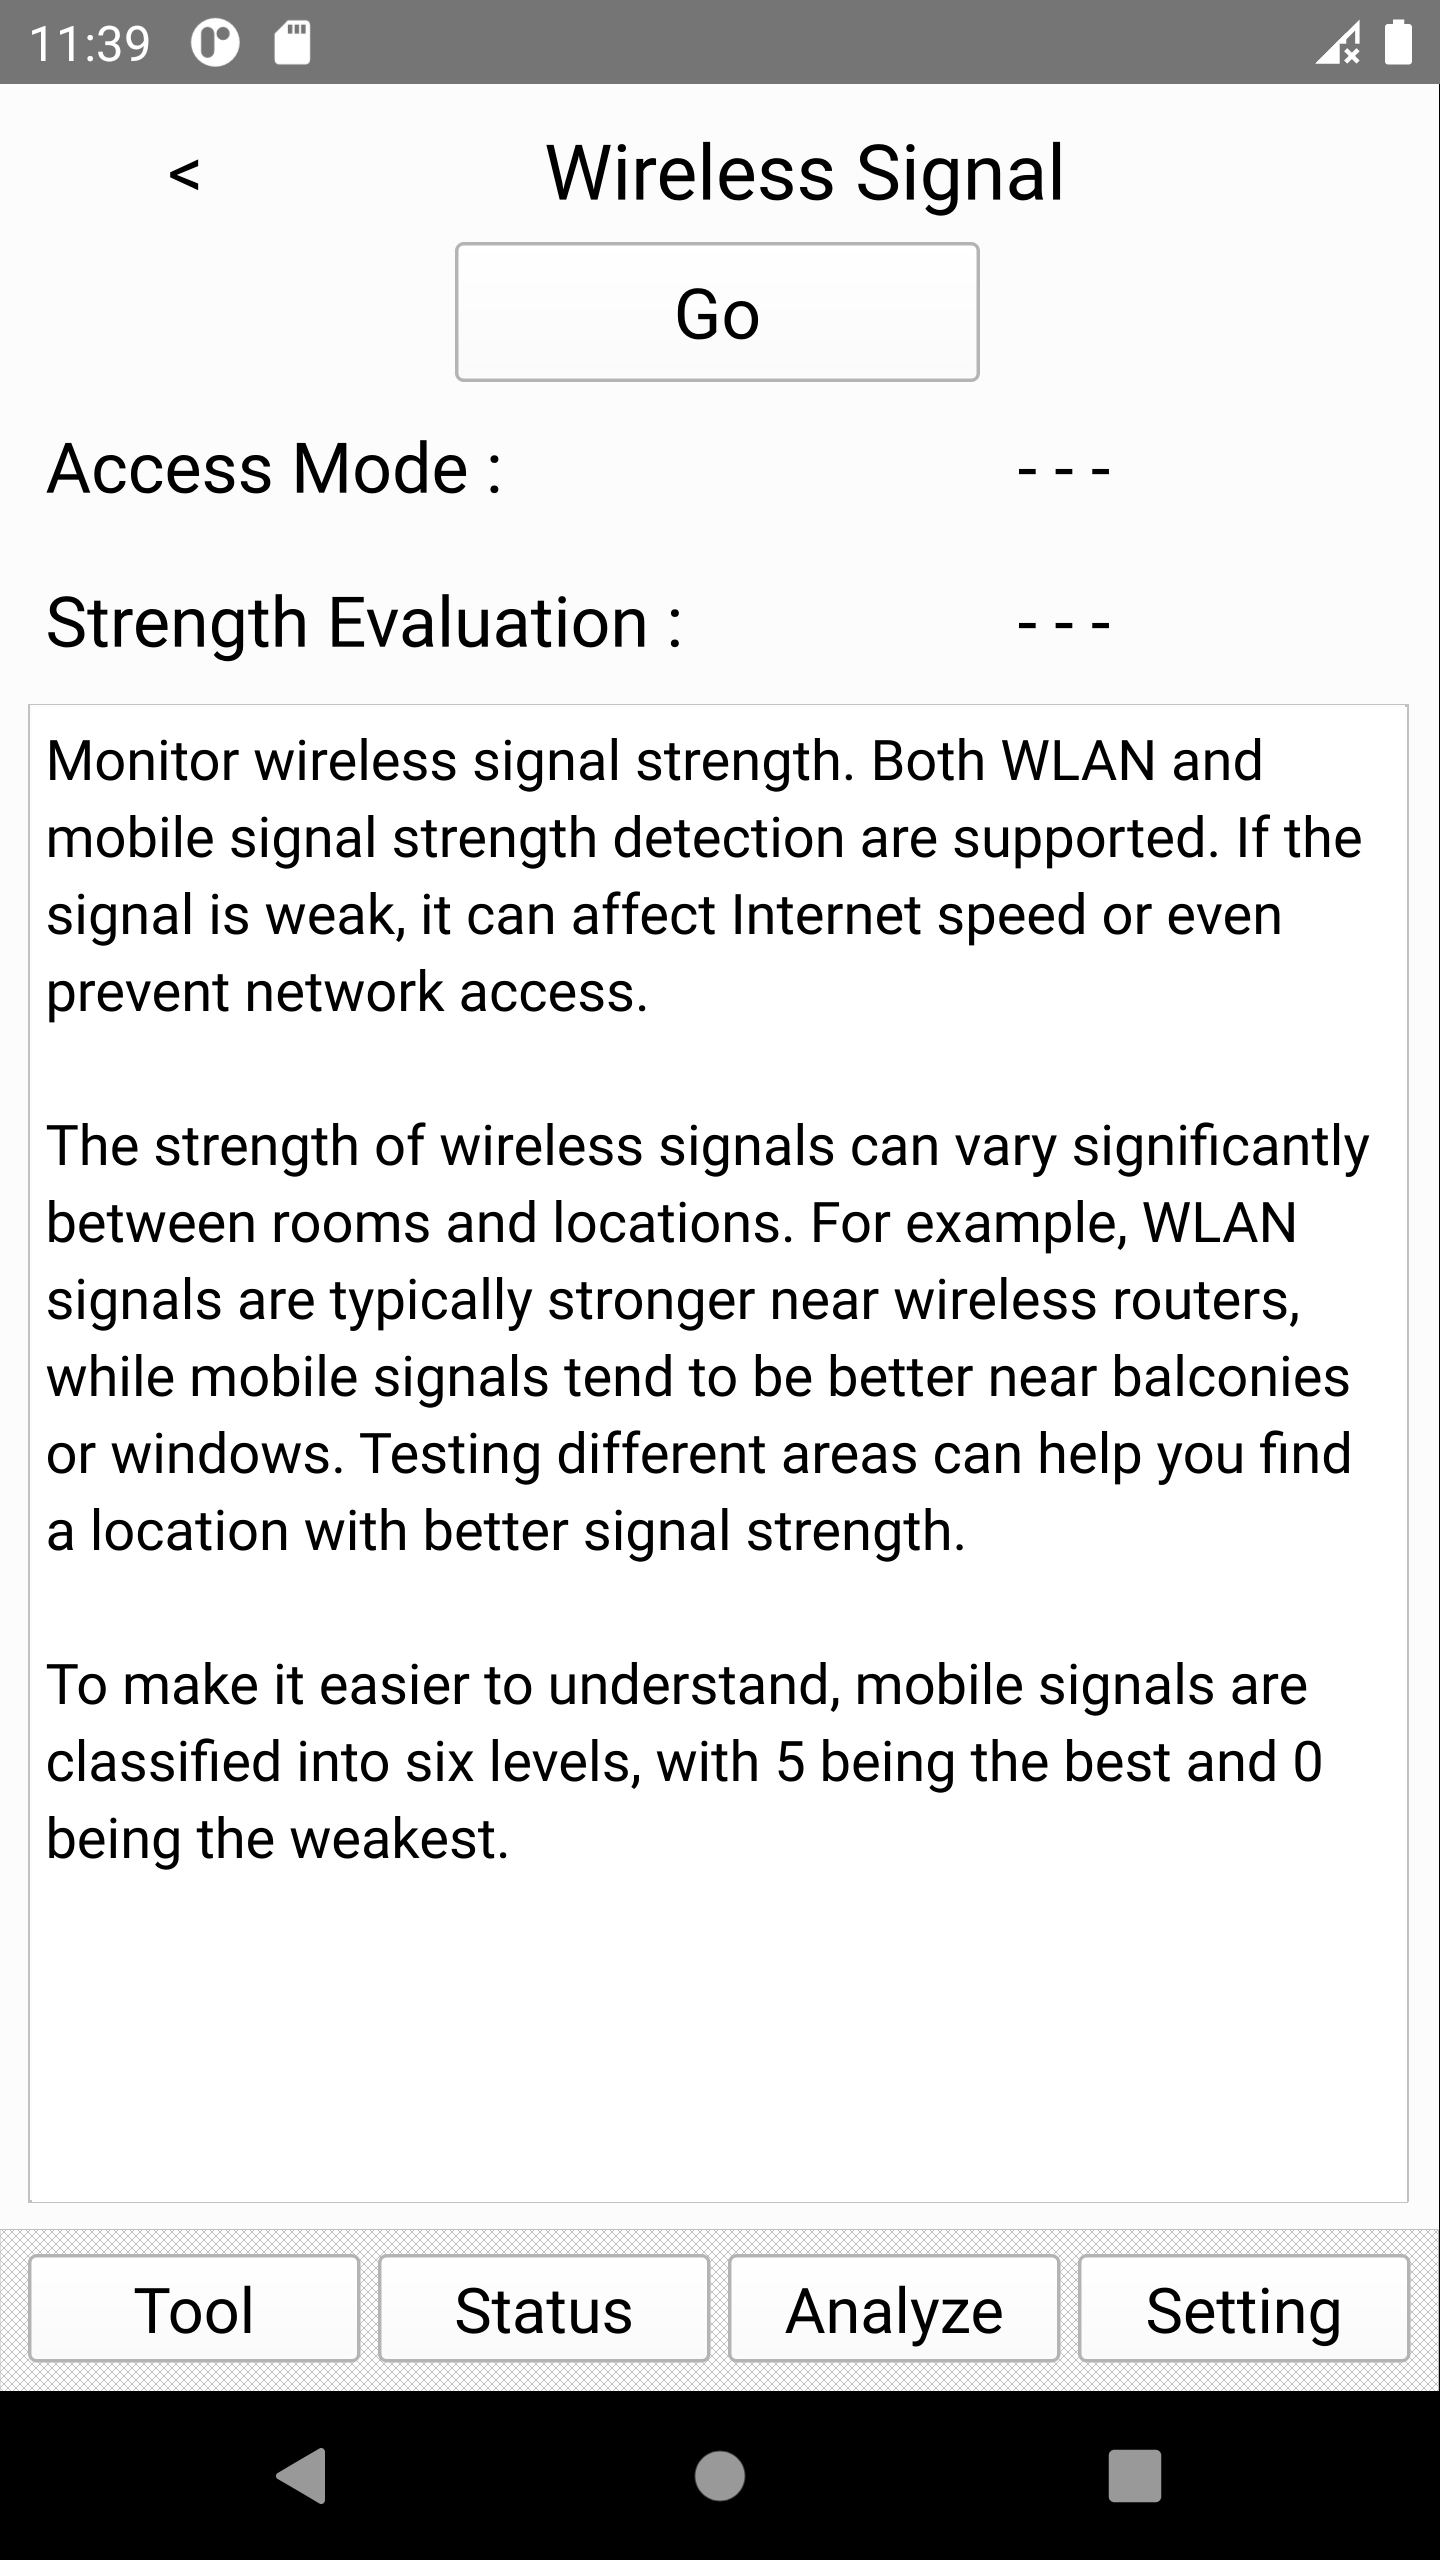 11:39
< Wireless Signal
Go
Access Mode : ---
Strength Evaluation : ---
Monitor wireless signal strength. Both WLAN and
mobile signal strength detection are supported. If the
signal is weak, it can affect Internet speed or even
prevent network access.
The strength of wireless signals can vary significantly
between rooms and locations. For example, WLAN
signals are typically stronger near wireless routers,
while mobile signals tend to be better near balconies
or windows. Testing different areas can help you find
a location with better signal strength.
To make it easier to understand, mobile signals are
classified into six levels, with 5 being the best and 0
being the weakest.
Tool Status Analyze Setting